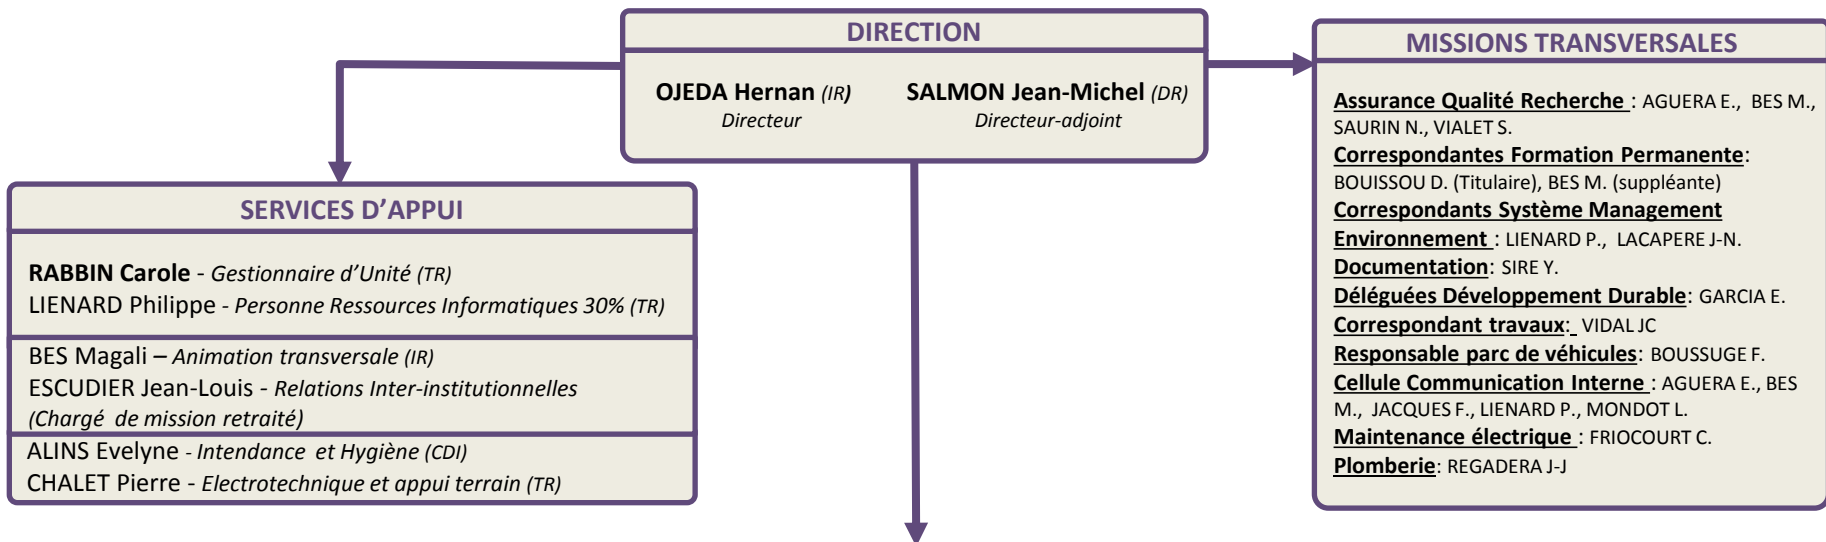 DIRECTION
OJEDA Hernan (IR)
Directeur
SALMON Jean-Michel (DR)
Directeur-adjoint
SERVICES D’APPUI
RABBIN Carole - Gestionnaire d’Unité (TR)
LIENARD Philippe - Personne Ressources Informatiques 30% (TR)
BES Magali – Animation transversale (IR)
ESCUDIER Jean-Louis - Relations Inter-institutionnelles
(Chargé de mission retraité)
ALINS Evelyne - Intendance et Hygiène (CDI)
CHALET Pierre - Electrotechnique et appui terrain (TR)
MISSIONS TRANSVERSALES
Assurance Qualité Recherche : AGUERA E., BES M.,
SAURIN N., VIALET S.
Correspondantes Formation Permanente:
BOUISSOU D. (Titulaire), BES M. (suppléante)
Correspondants Système Management
Environnement : LIENARD P., LACAPERE J-N.
Documentation: SIRE Y.
Déléguées Développement Durable: GARCIA E.
Correspondant travaux: VIDAL JC
Responsable parc de véhicules: BOUSSUGE F.
Cellule Communication Interne : AGUERA E., BES
M., JACQUES F., LIENARD P., MONDOT L.
Maintenance électrique : FRIOCOURT C.
Plomberie: REGADERA J-J